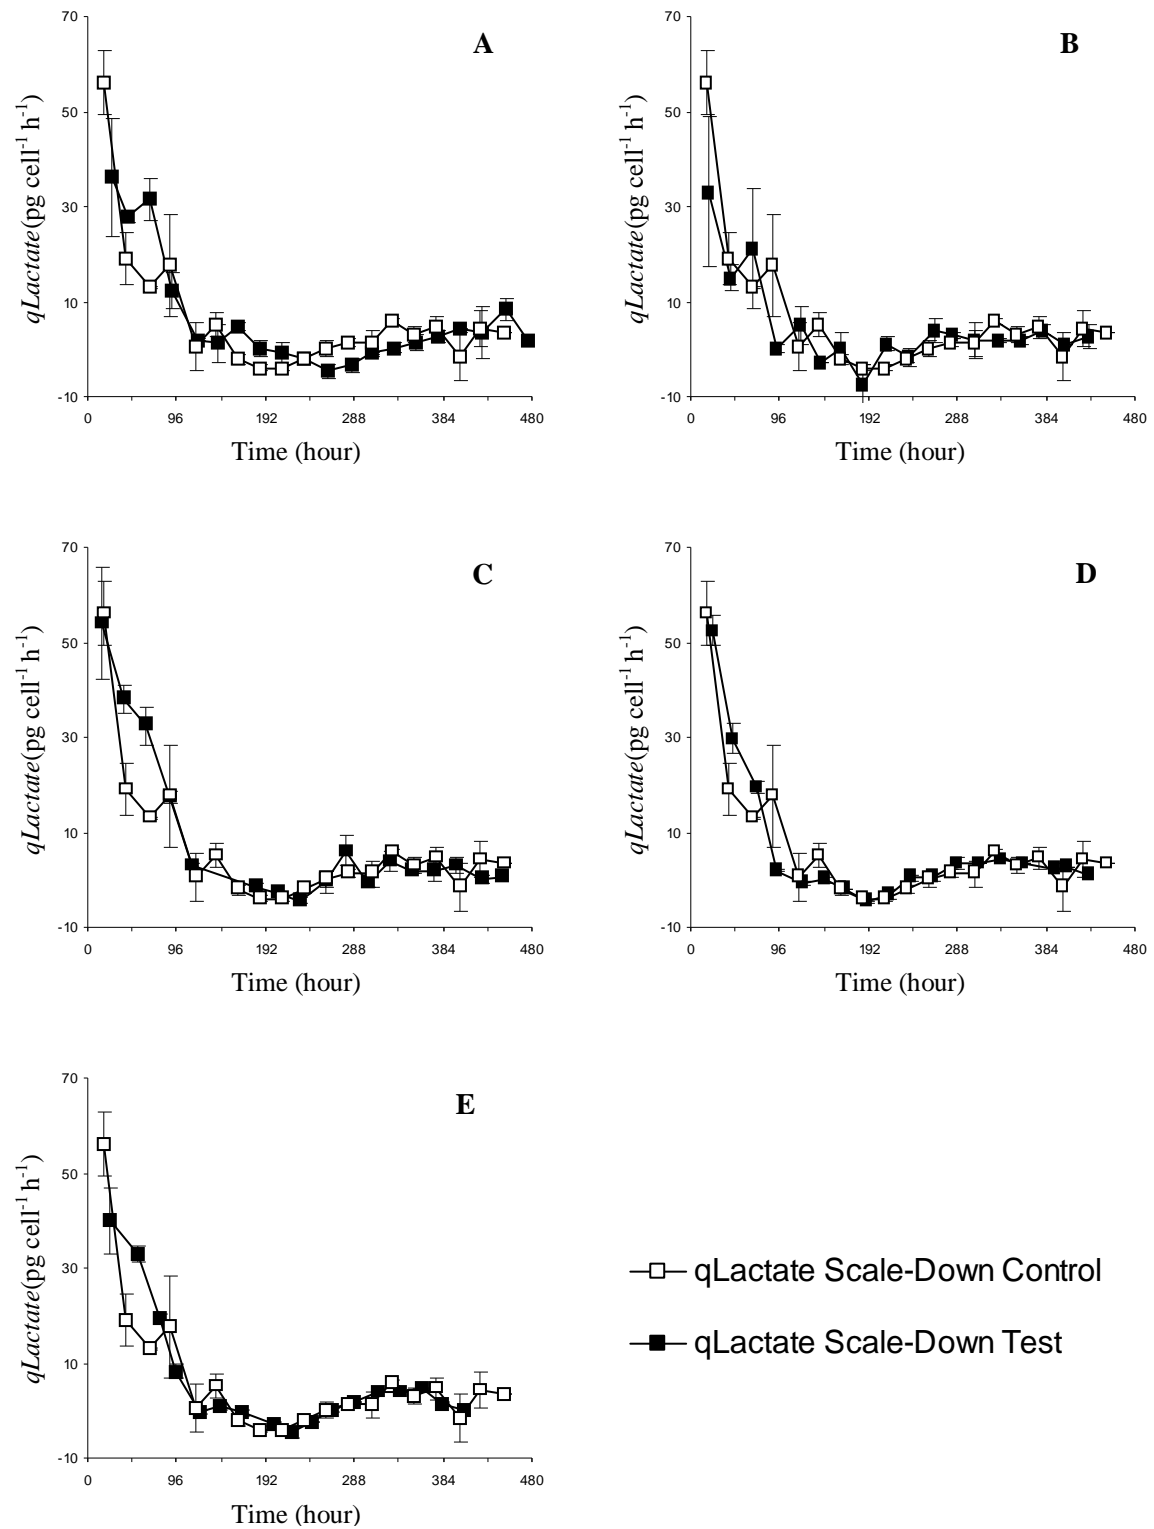 A
70
50
30
10
-10
qLactate(pg cell⁻¹ h⁻¹)
0 96 192 288 384 480
Time (hour)
B
70
50
30
10
-10
qLactate(pg cell⁻¹ h⁻¹)
0 96 192 288 384 480
Time (hour)
C
70
50
30
10
-10
qLactate(pg cell⁻¹ h⁻¹)
0 96 192 288 384 480
Time (hour)
D
70
50
30
10
-10
qLactate(pg cell⁻¹ h⁻¹)
0 96 192 288 384 480
Time (hour)
E
70
50
30
10
-10
qLactate(pg cell⁻¹ h⁻¹)
0 96 192 288 384 480
Time (hour)
qLactate Scale-Down Control
qLactate Scale-Down Test